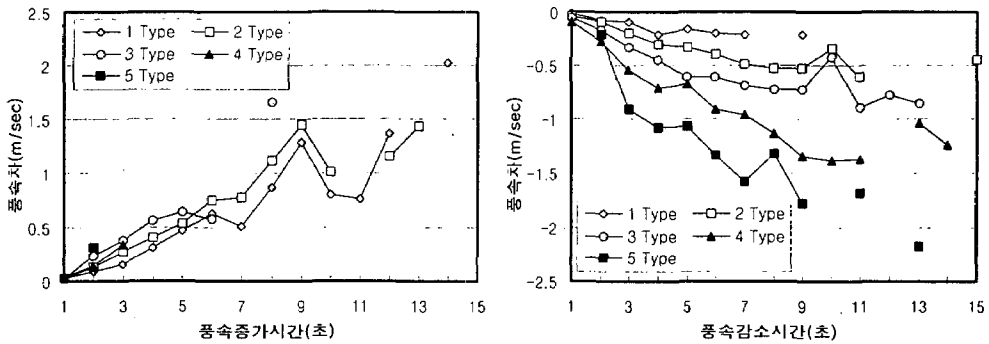 풍속차(m/sec)
2.5
2
1.5
1
0.5
0
1 Type
2 Type
3 Type
4 Type
5 Type
1 3 5 7 9 11 13 15
풍속증가시간(초)
풍속차(m/sec)
0
-0.5
-1
-1.5
-2
-2.5
1 Type
2 Type
3 Type
4 Type
5 Type
1 3 5 7 9 11 13 15
풍속감소시간(초)